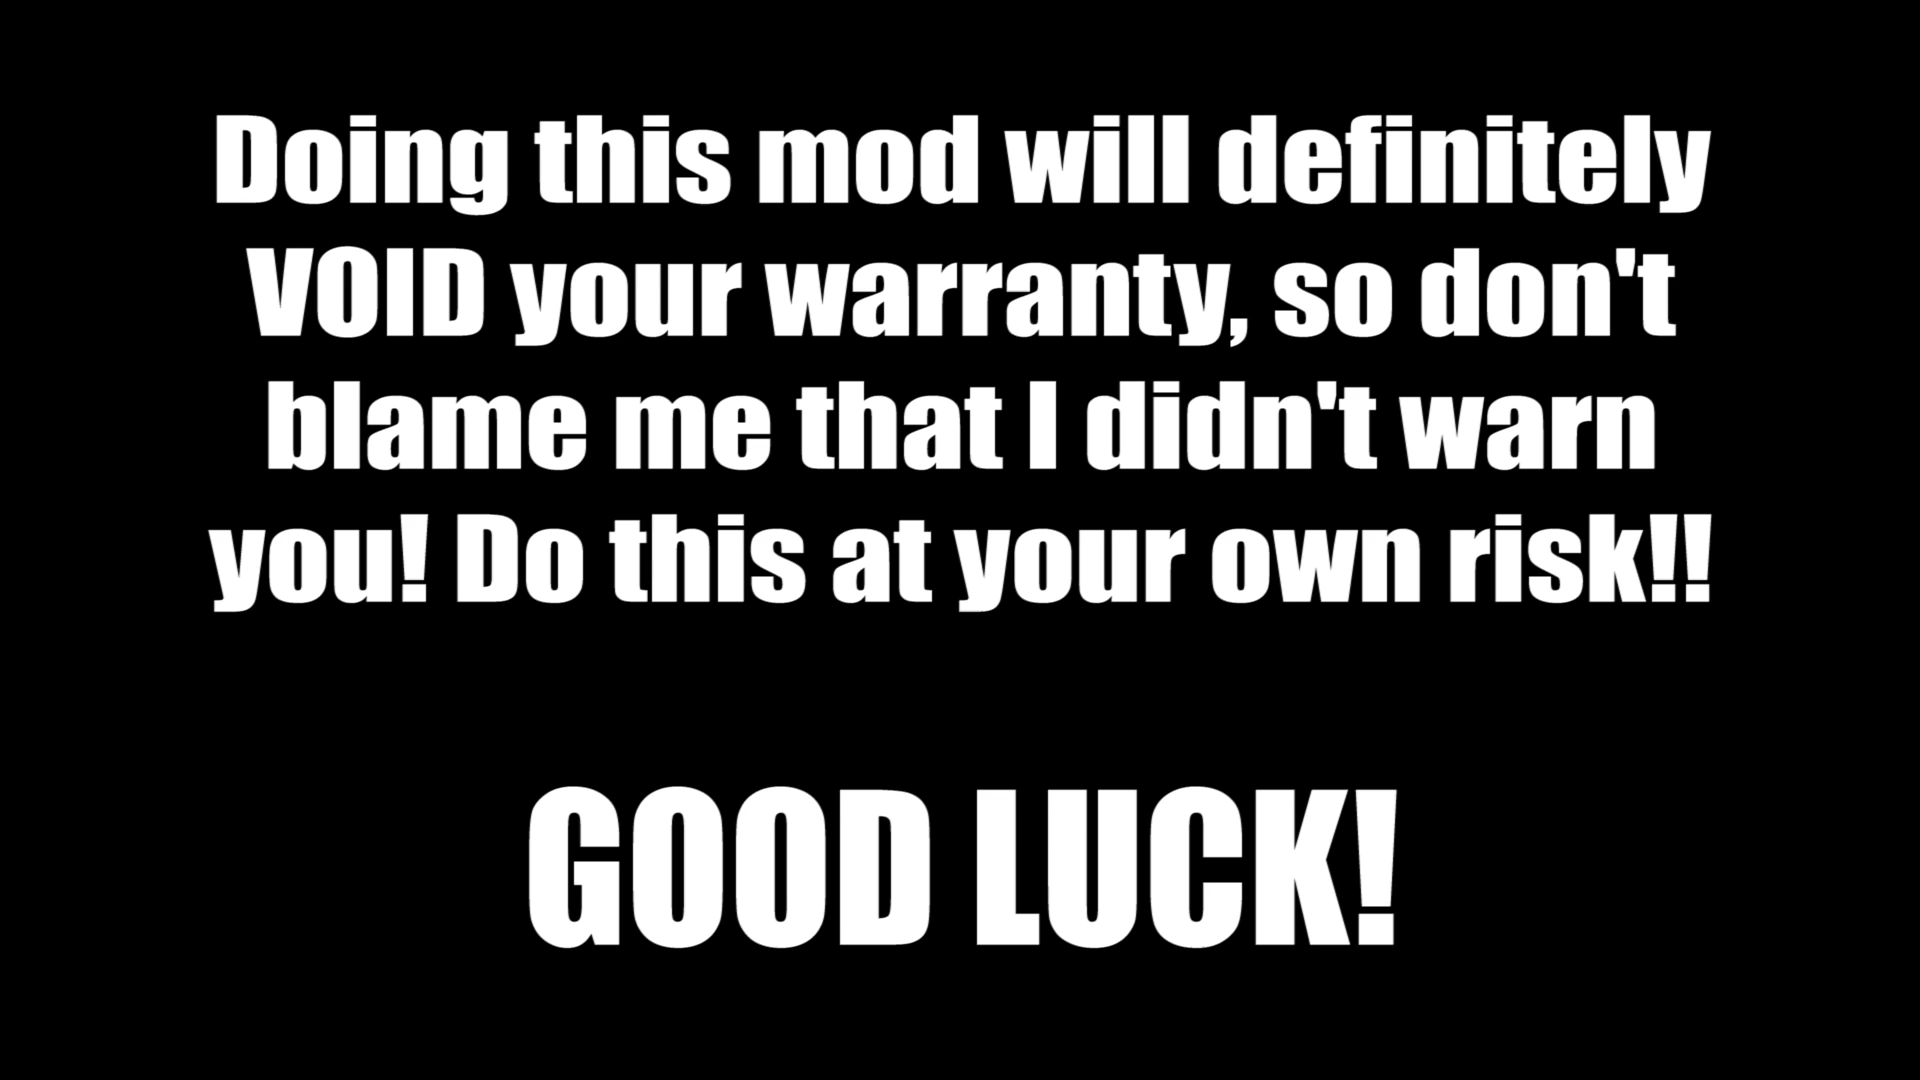 Doing this mod will definitely
VOID your warranty, so don't
blame me that I didn't warn
you! Do this at your own risk!!
GOOD LUCK!